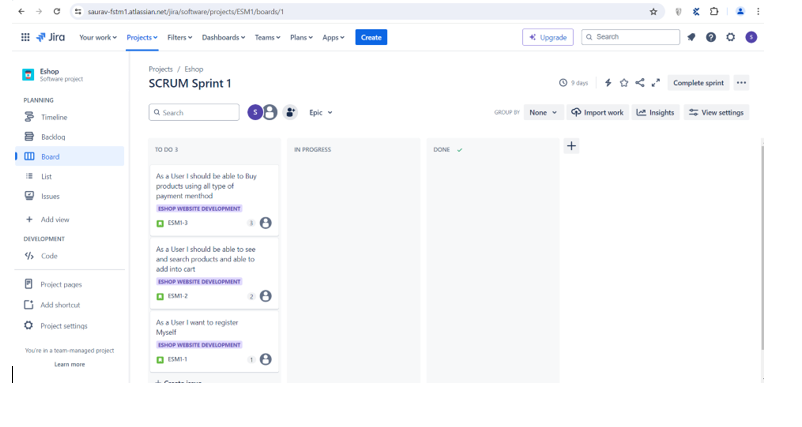 saurav-fstm1.atlassian.net/jira/software/projects/ESM1/boards/1
Jira Your work Projects Filters Dashboards Teams Plans Apps Create Upgrade Search ? S
Eshop
Software project
PLANNING
Timeline
Backlog
Board
List
Issues
Add view
DEVELOPMENT
Code
Project pages
Add shortcut
Project settings
You're in a team-managed project
Learn more
Projects / Eshop
SCRUM Sprint 1
9 days Complete sprint
Search S Epic GROUP BY None Import work Insights View settings
TO DO 3
As a User I should be able to Buy
products using all type of
payment menthod
ESHOP WEBSITE DEVELOPMENT
ESM1-3 3
As a User I should be able to see
and search products and able to
add into cart
ESHOP WEBSITE DEVELOPMENT
ESM1-2 2
As a User I want to register
Myself
ESHOP WEBSITE DEVELOPMENT
ESM1-1 1
+ Create issue
IN PROGRESS
DONE